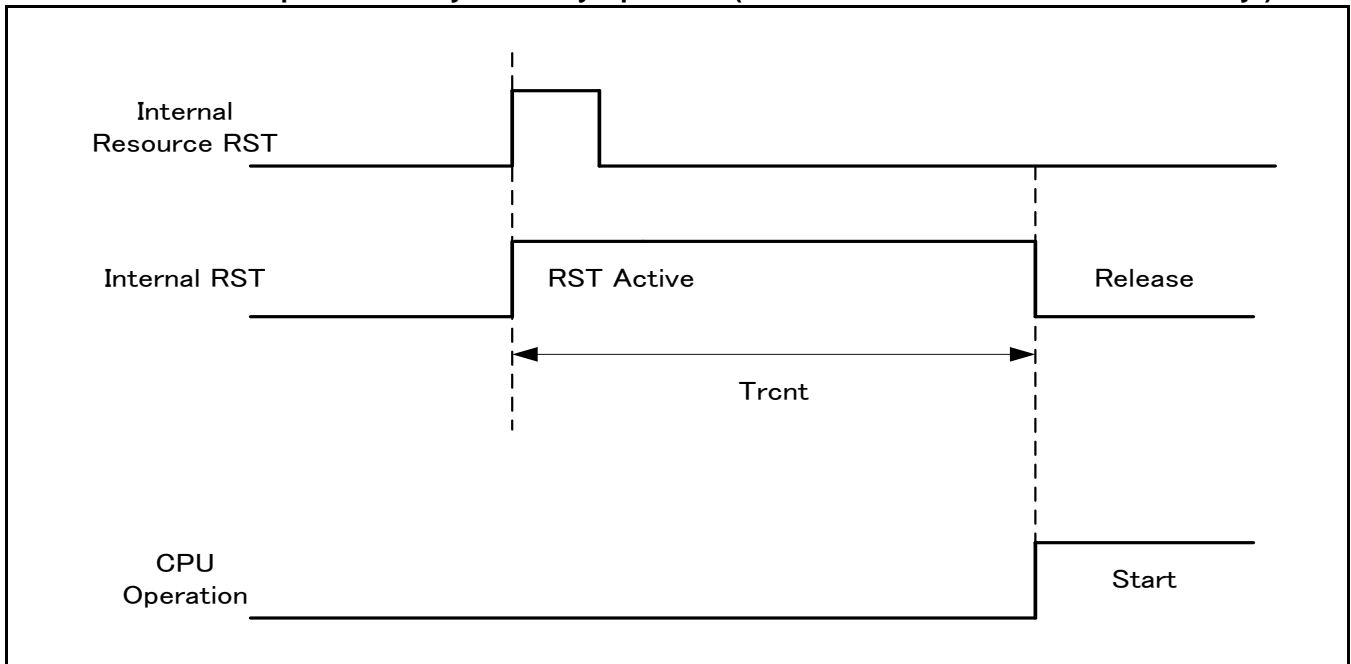 Internal
Resource RST
Internal RST
RST Active
Release
Trcnt
CPU
Operation
Start